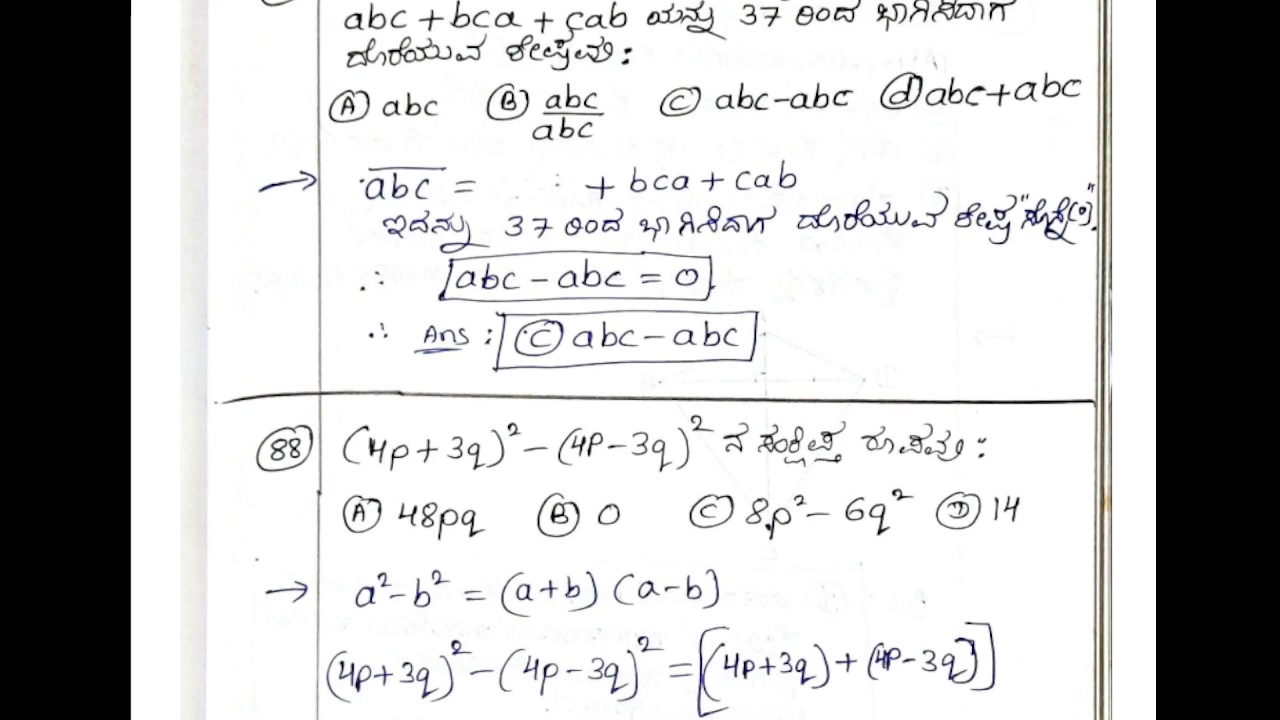 abc + bca + cab ಯನ್ನು 37 ರಿಂದ ಭಾಗಿಸಿದಾಗ
ದೊರೆಯುವ ಶೇಷವು :
(A) abc (B) abc/abc (C) abc-abc (d) abc+abc
→ abc = + bca + cab
ಇದನ್ನು 37 ರಿಂದ ಭಾಗಿಸಿದಾಗ ದೊರೆಯುವ ಶೇಷ "ಸೊನ್ನೆ(0)".
∴ abc - abc = 0
∴ Ans : (C) abc - abc
(88) (4p+3q)² - (4p-3q)² ನ ಸಂಕ್ಷಿಪ್ತ ರೂಪವು :
(A) 48pq (B) 0 (C) 8p² - 6q² (D) 14
→ a²-b² = (a+b) (a-b)
(4p+3q)² - (4p-3q)² = [(4p+3q) + (4p-3q)]